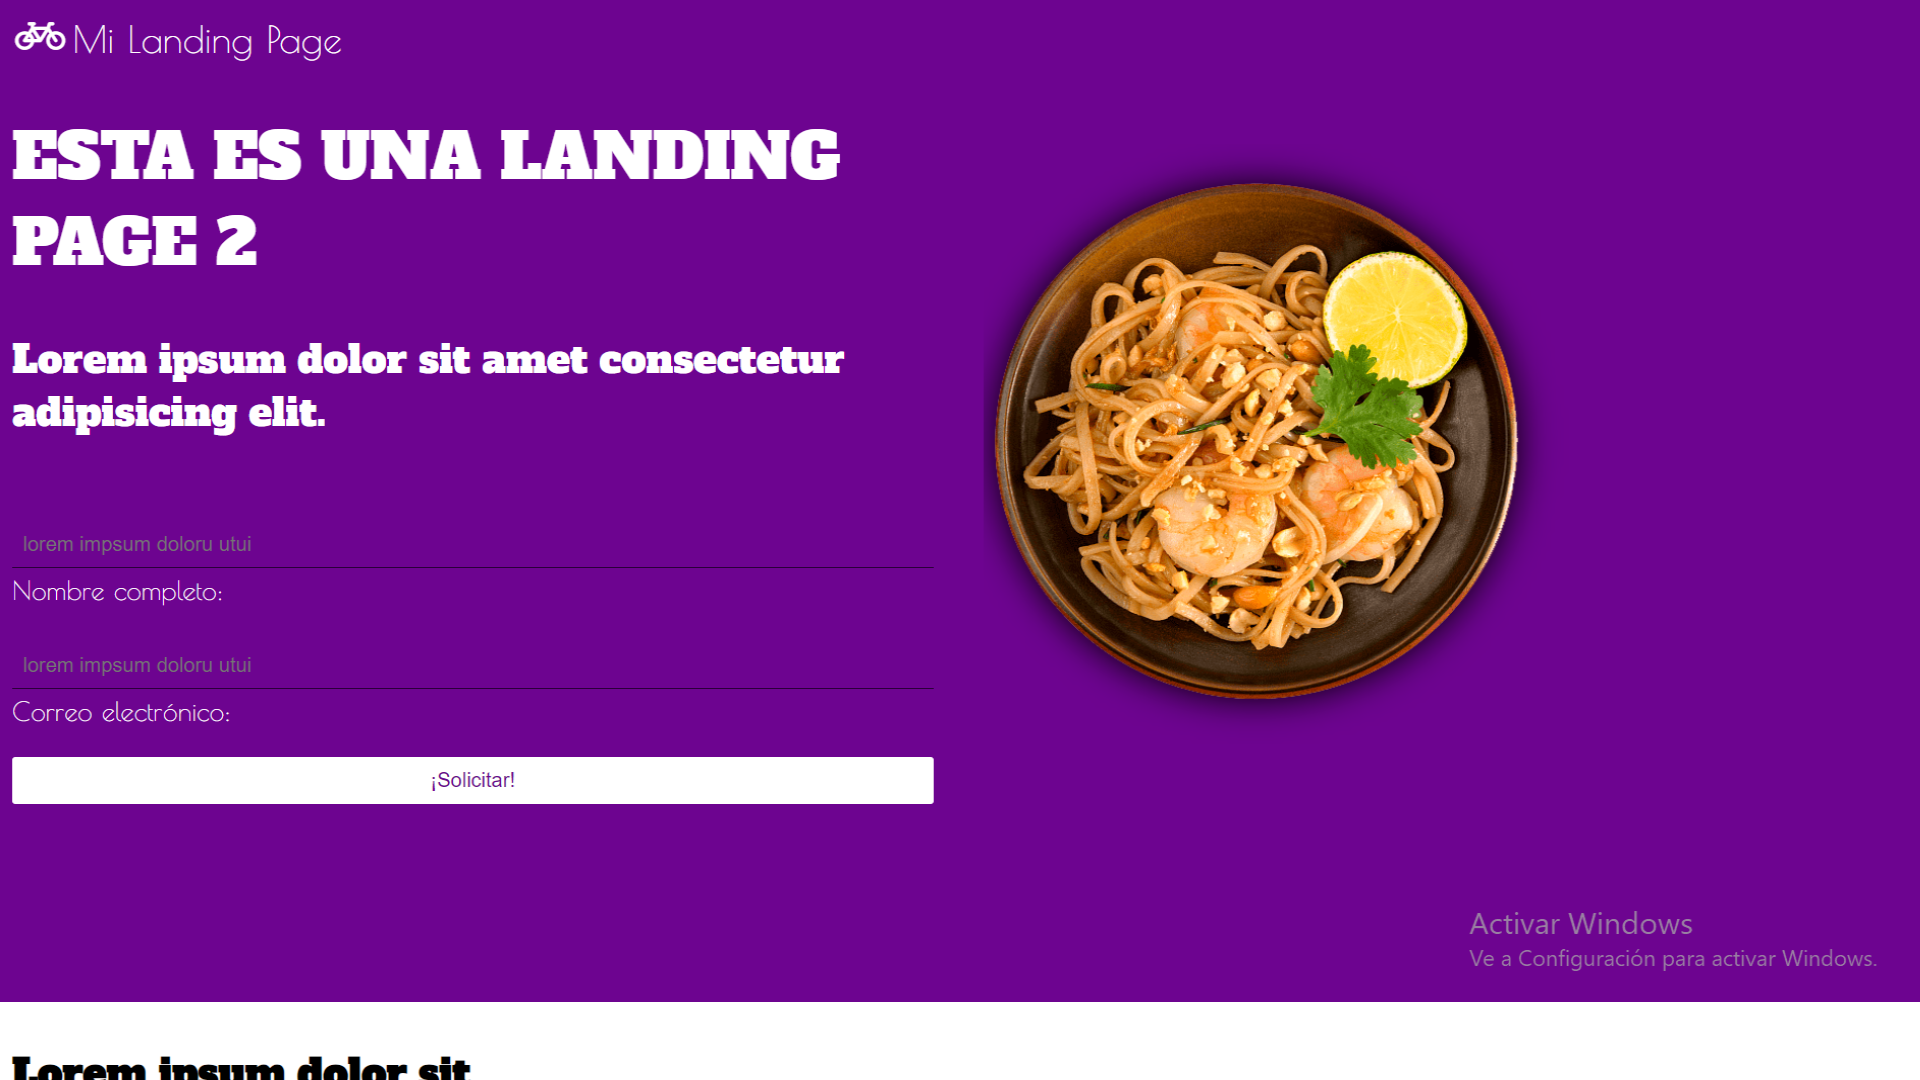 Mi Landing Page
ESTA ES UNA LANDING
PAGE 2
Lorem ipsum dolor sit amet consectetur
adipisicing elit.
lorem impsum doloru utui
Nombre completo:
lorem impsum doloru utui
Correo electrónico:
¡Solicitar!
Activar Windows
Ve a Configuración para activar Windows.
Lorem ipsum dolor sit